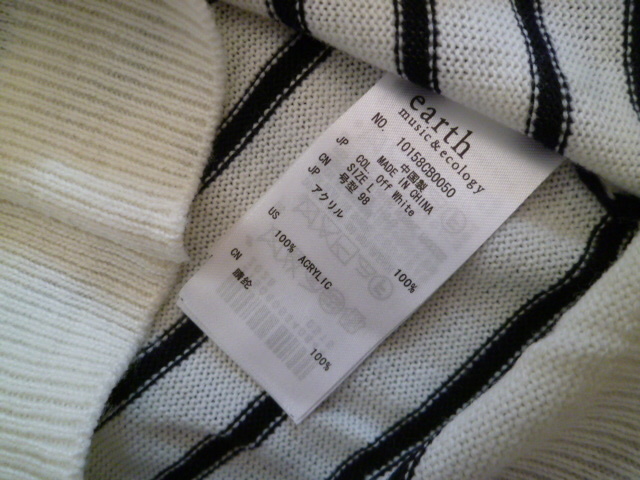 earth
music&ecology
NO. 10158CB0050
中国製
JP MADE IN CHINA
COL Off White
CN SIZE L
JP 号型 98
アクリル 100%
US 100% ACRYLIC
CN 腈纶 100%